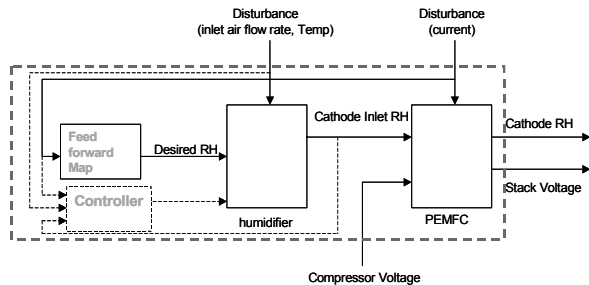 Disturbance
(inlet air flow rate, Temp)
Disturbance
(current)
Feed
forward
Map
Desired RH
Controller
humidifier
Cathode Inlet RH
PEMFC
Cathode RH
Stack Voltage
Compressor Voltage